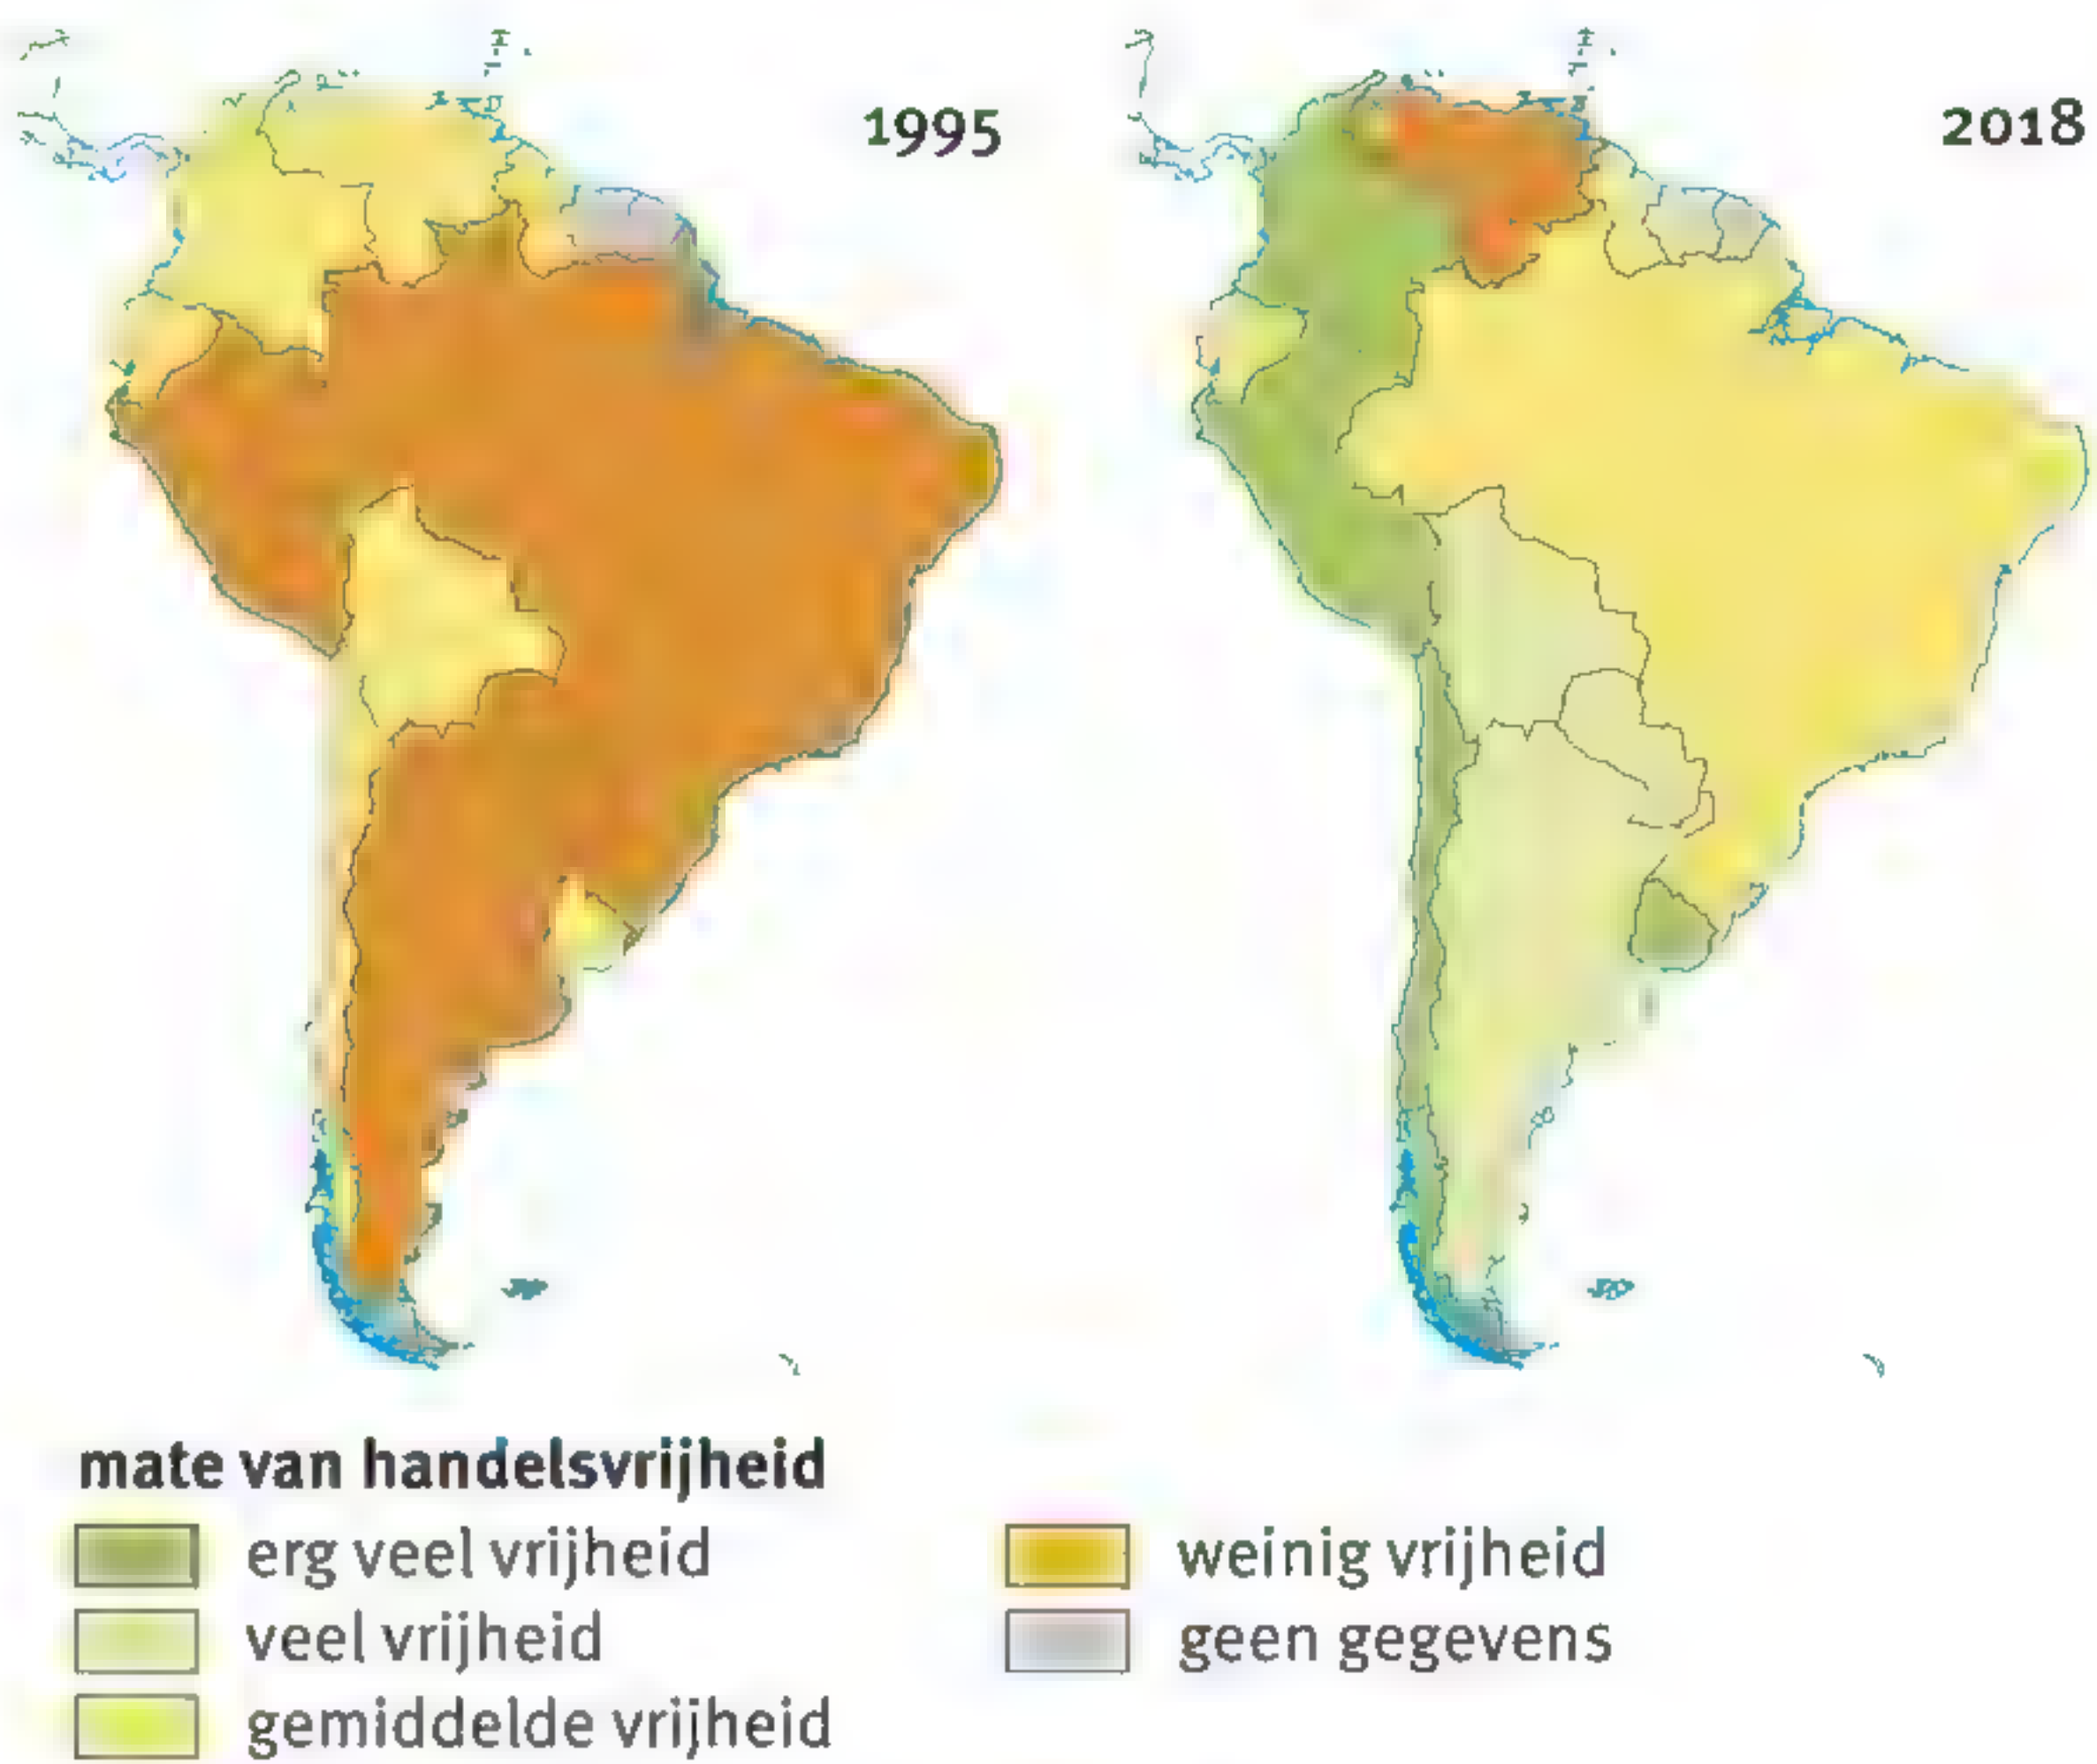 1995
2018
mate van handelsvrijheid
erg veel vrijheid
veel vrijheid
gemiddelde vrijheid
weinig vrijheid
geen gegevens